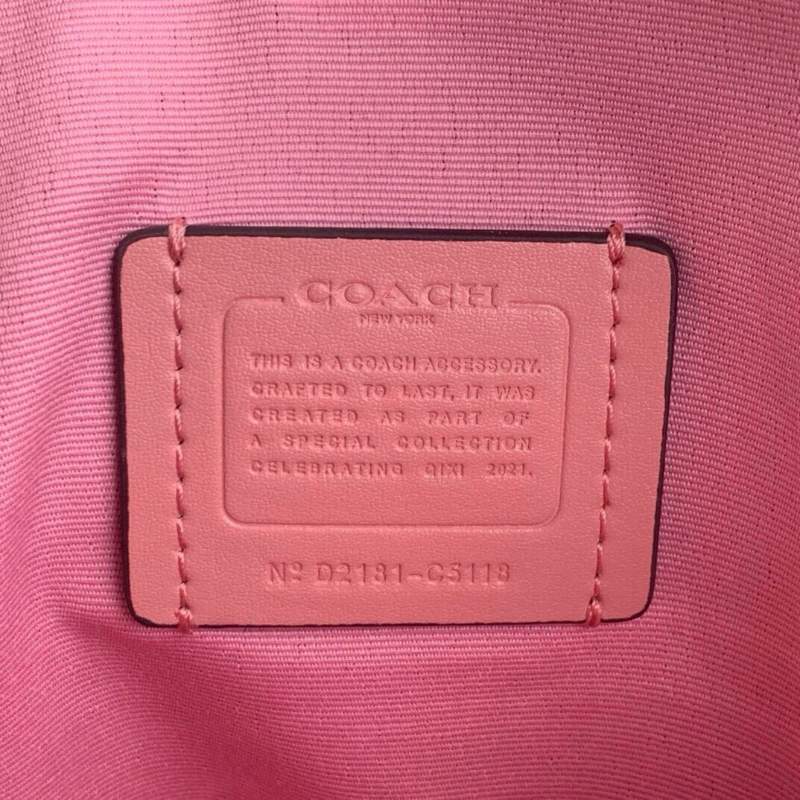 COACH
NEW YORK
THIS IS A COACH ACCESSORY.
CRAFTED TO LAST, IT WAS
CREATED AS PART OF
A SPECIAL COLLECTION
CELEBRATING QIXI 2021.
Nº D2181-C5118